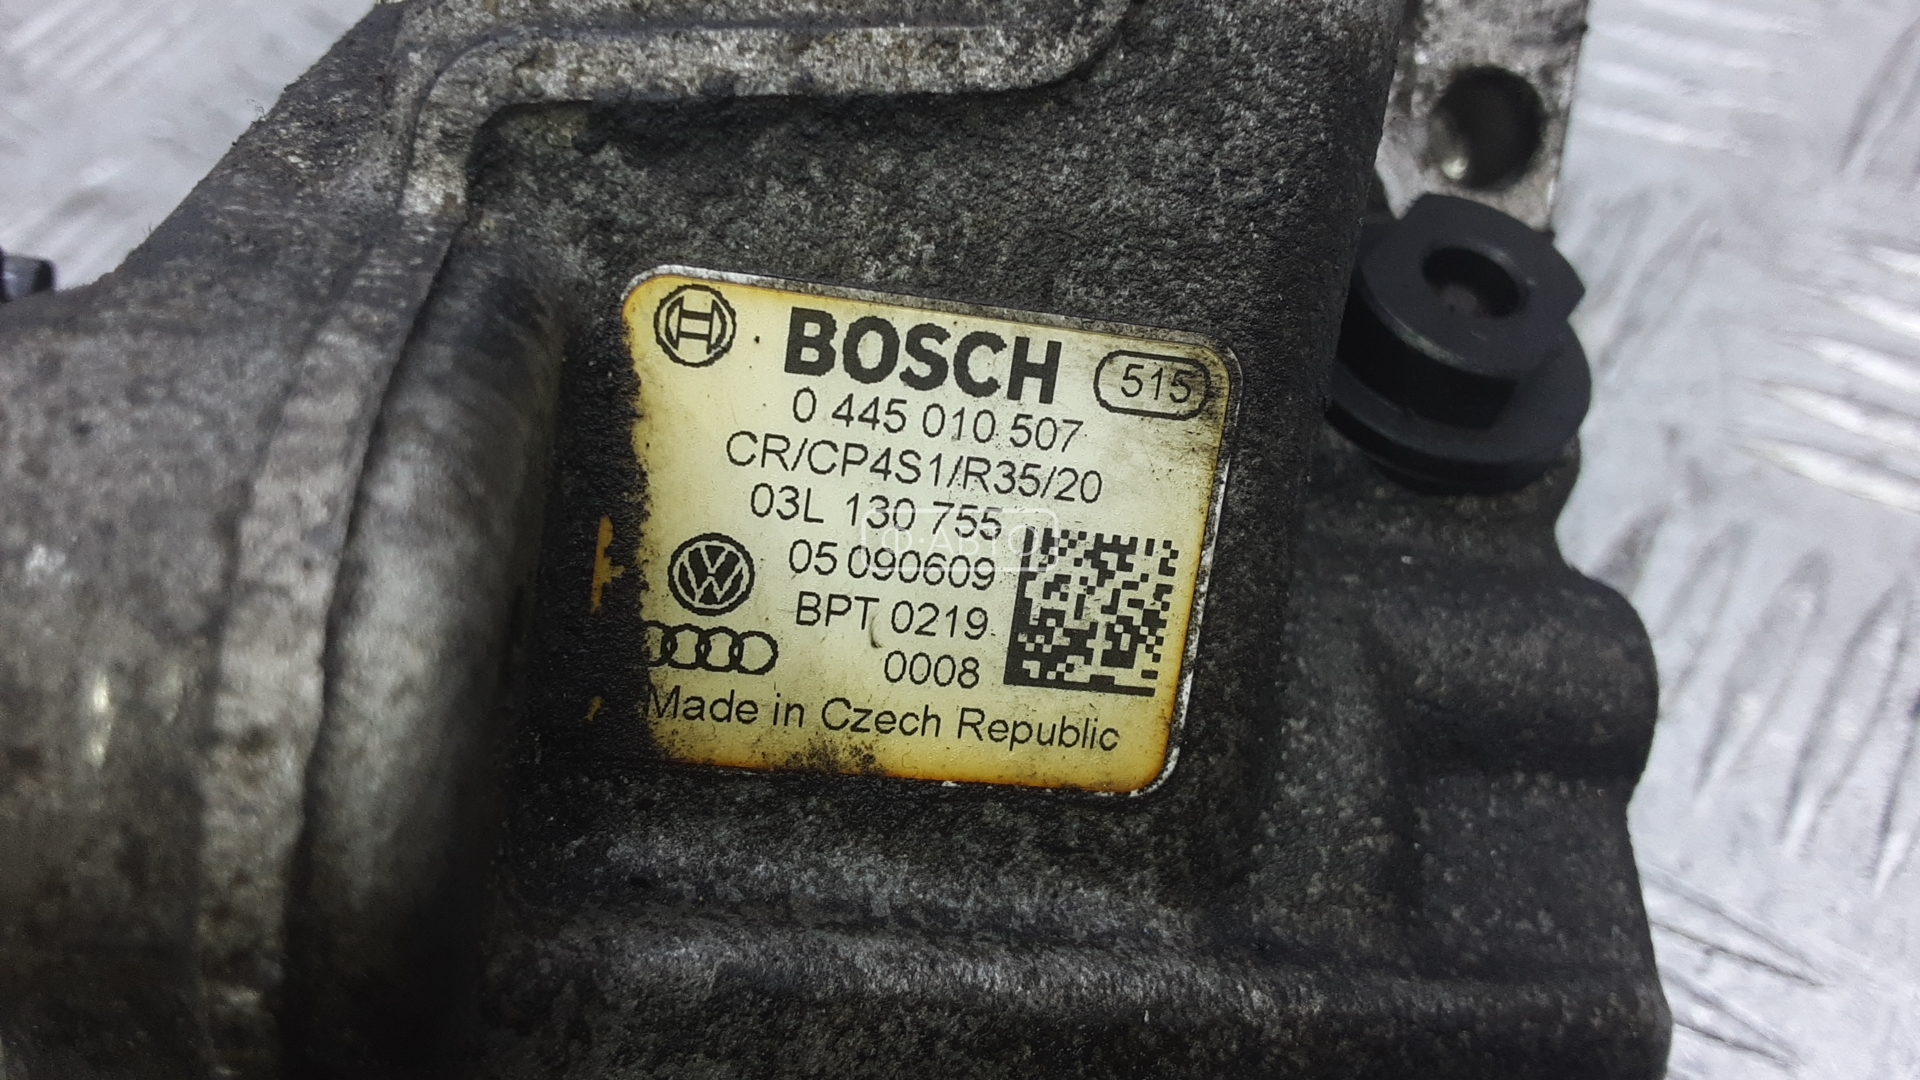 BOSCH 515
0 445 010 507
CR/CP4S1/R35/20
03L 130 755
Ф·АВТО
05 090609
BPT 0219
0008
Made in Czech Republic